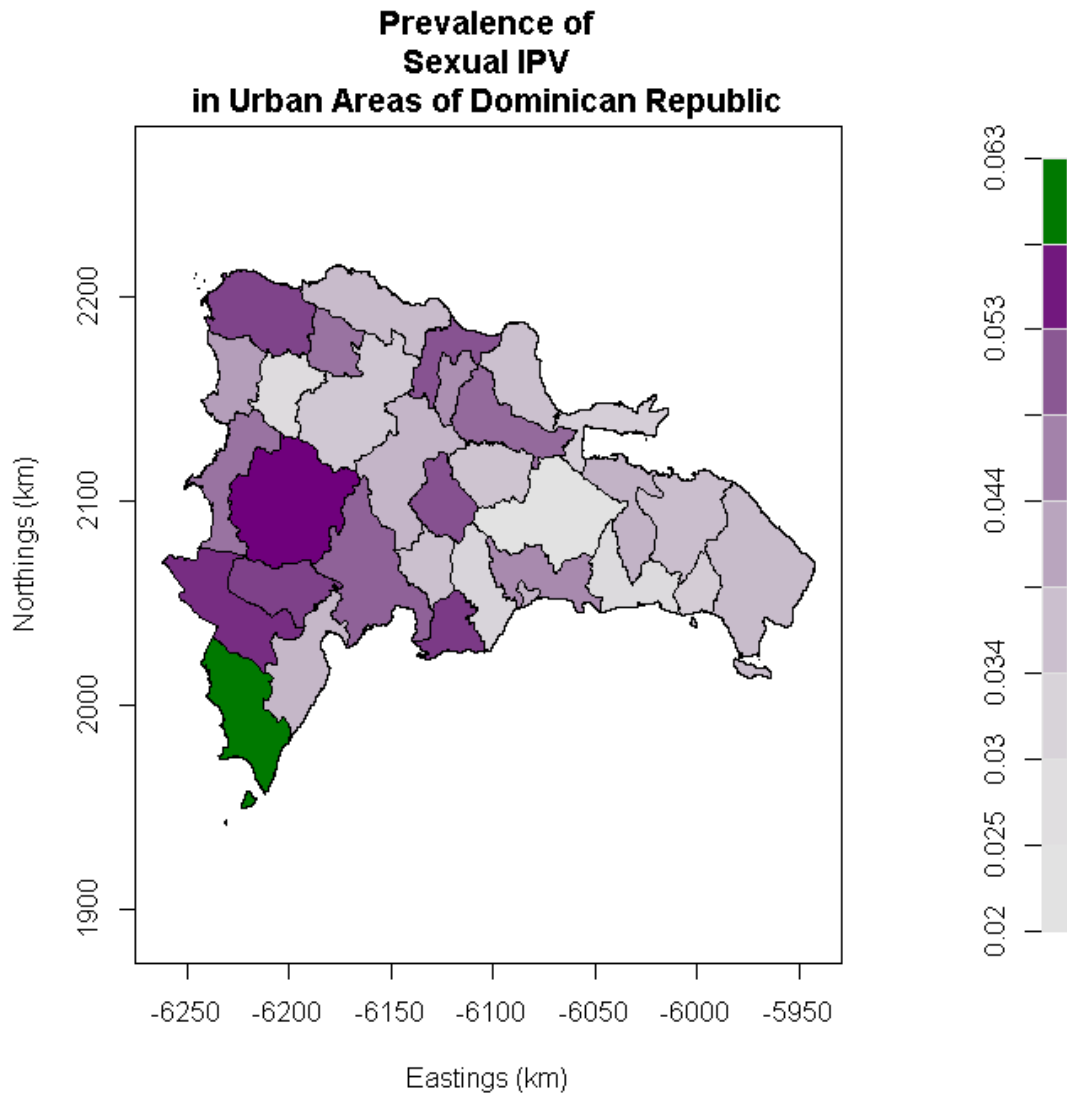 Prevalence of
Sexual IPV
in Urban Areas of Dominican Republic
Northings (km)
2200
2100
2000
1900
-6250 -6200 -6150 -6100 -6050 -6000 -5950
Eastings (km)
0.063
0.053
0.044
0.034
0.03
0.025
0.02